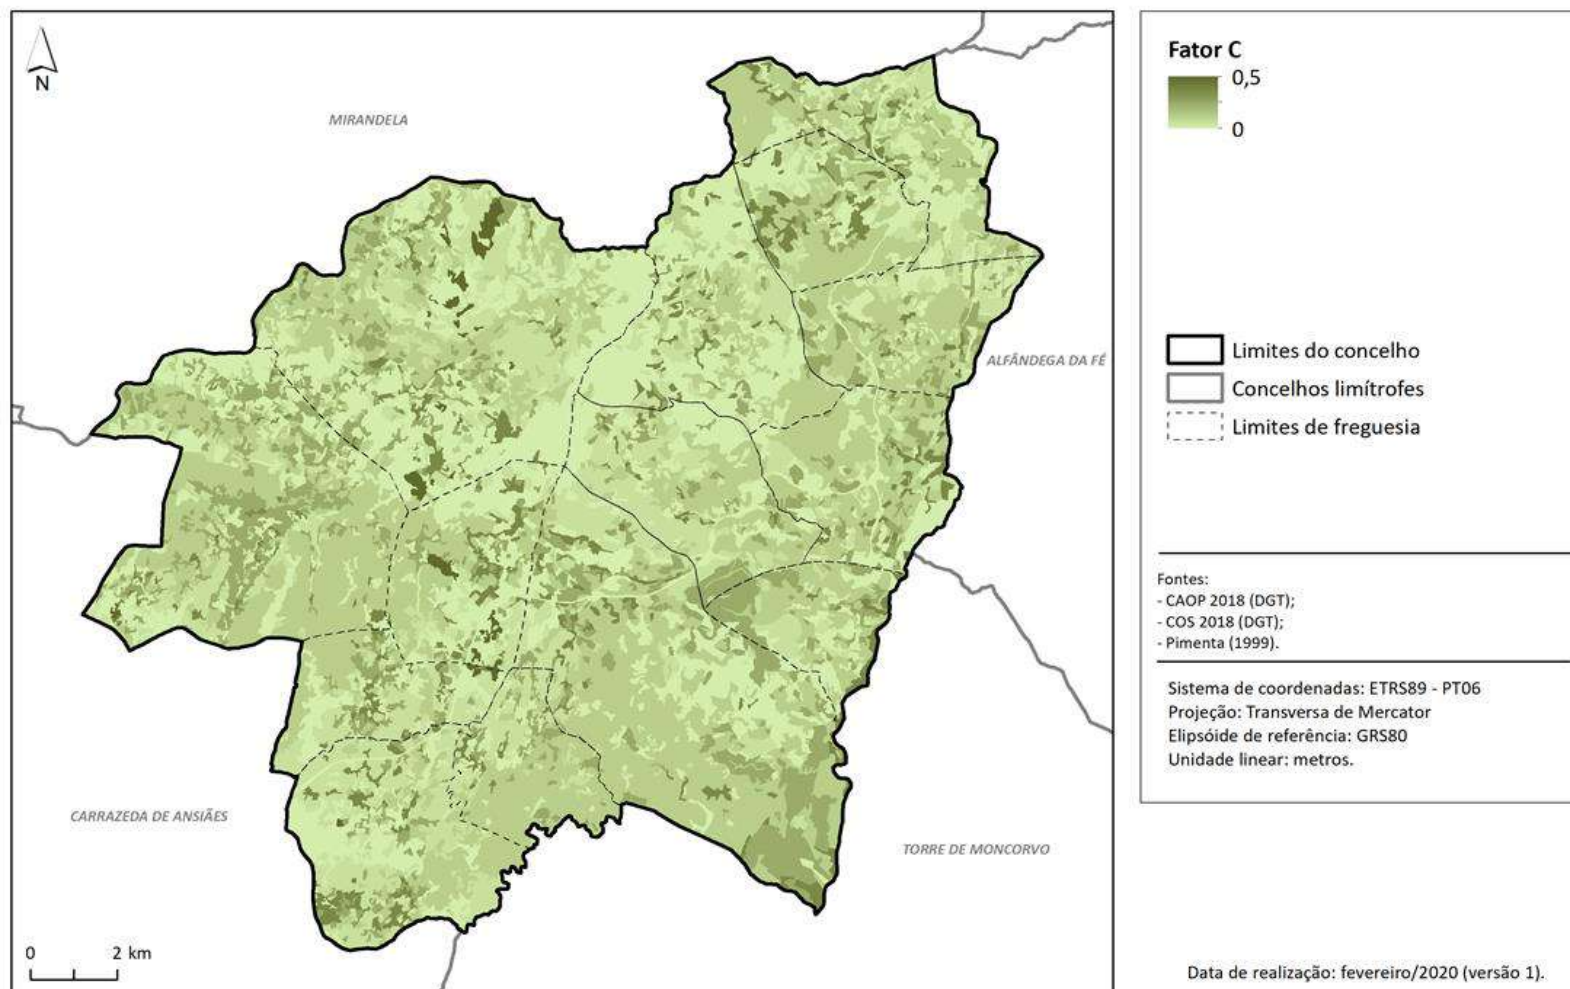 N
MIRANDELA
ALFÂNDEGA DA FÉ
CARRAZEDA DE ANSIÃES
TORRE DE MONCORVO
0 2 km
Fator C
0,5
0
Limites do concelho
Concelhos limítrofes
Limites de freguesia
Fontes:
- CAOP 2018 (DGT);
- COS 2018 (DGT);
- Pimenta (1999).
Sistema de coordenadas: ETRS89 - PT06
Projeção: Transversa de Mercator
Elipsóide de referência: GRS80
Unidade linear: metros.
Data de realização: fevereiro/2020 (versão 1).